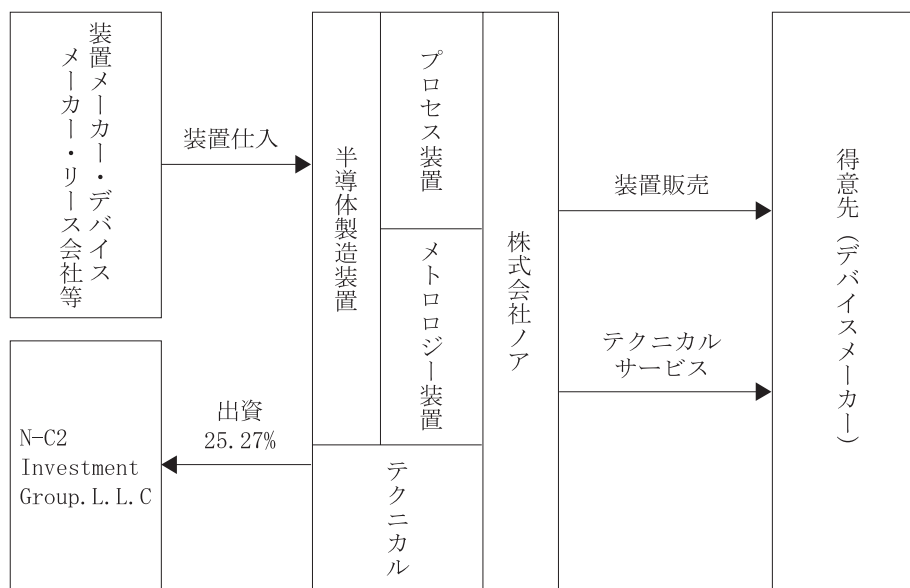 装置メーカー・デバイス
メーカー・リース会社等
装置仕入
半導体製造装置
プロセス装置
メトロロジー装置
テクニカル
株式会社ノア
装置販売
テクニカル
サービス
得意先（デバイスメーカー）
N-C2
Investment
Group.L.L.C
出資
25.27%